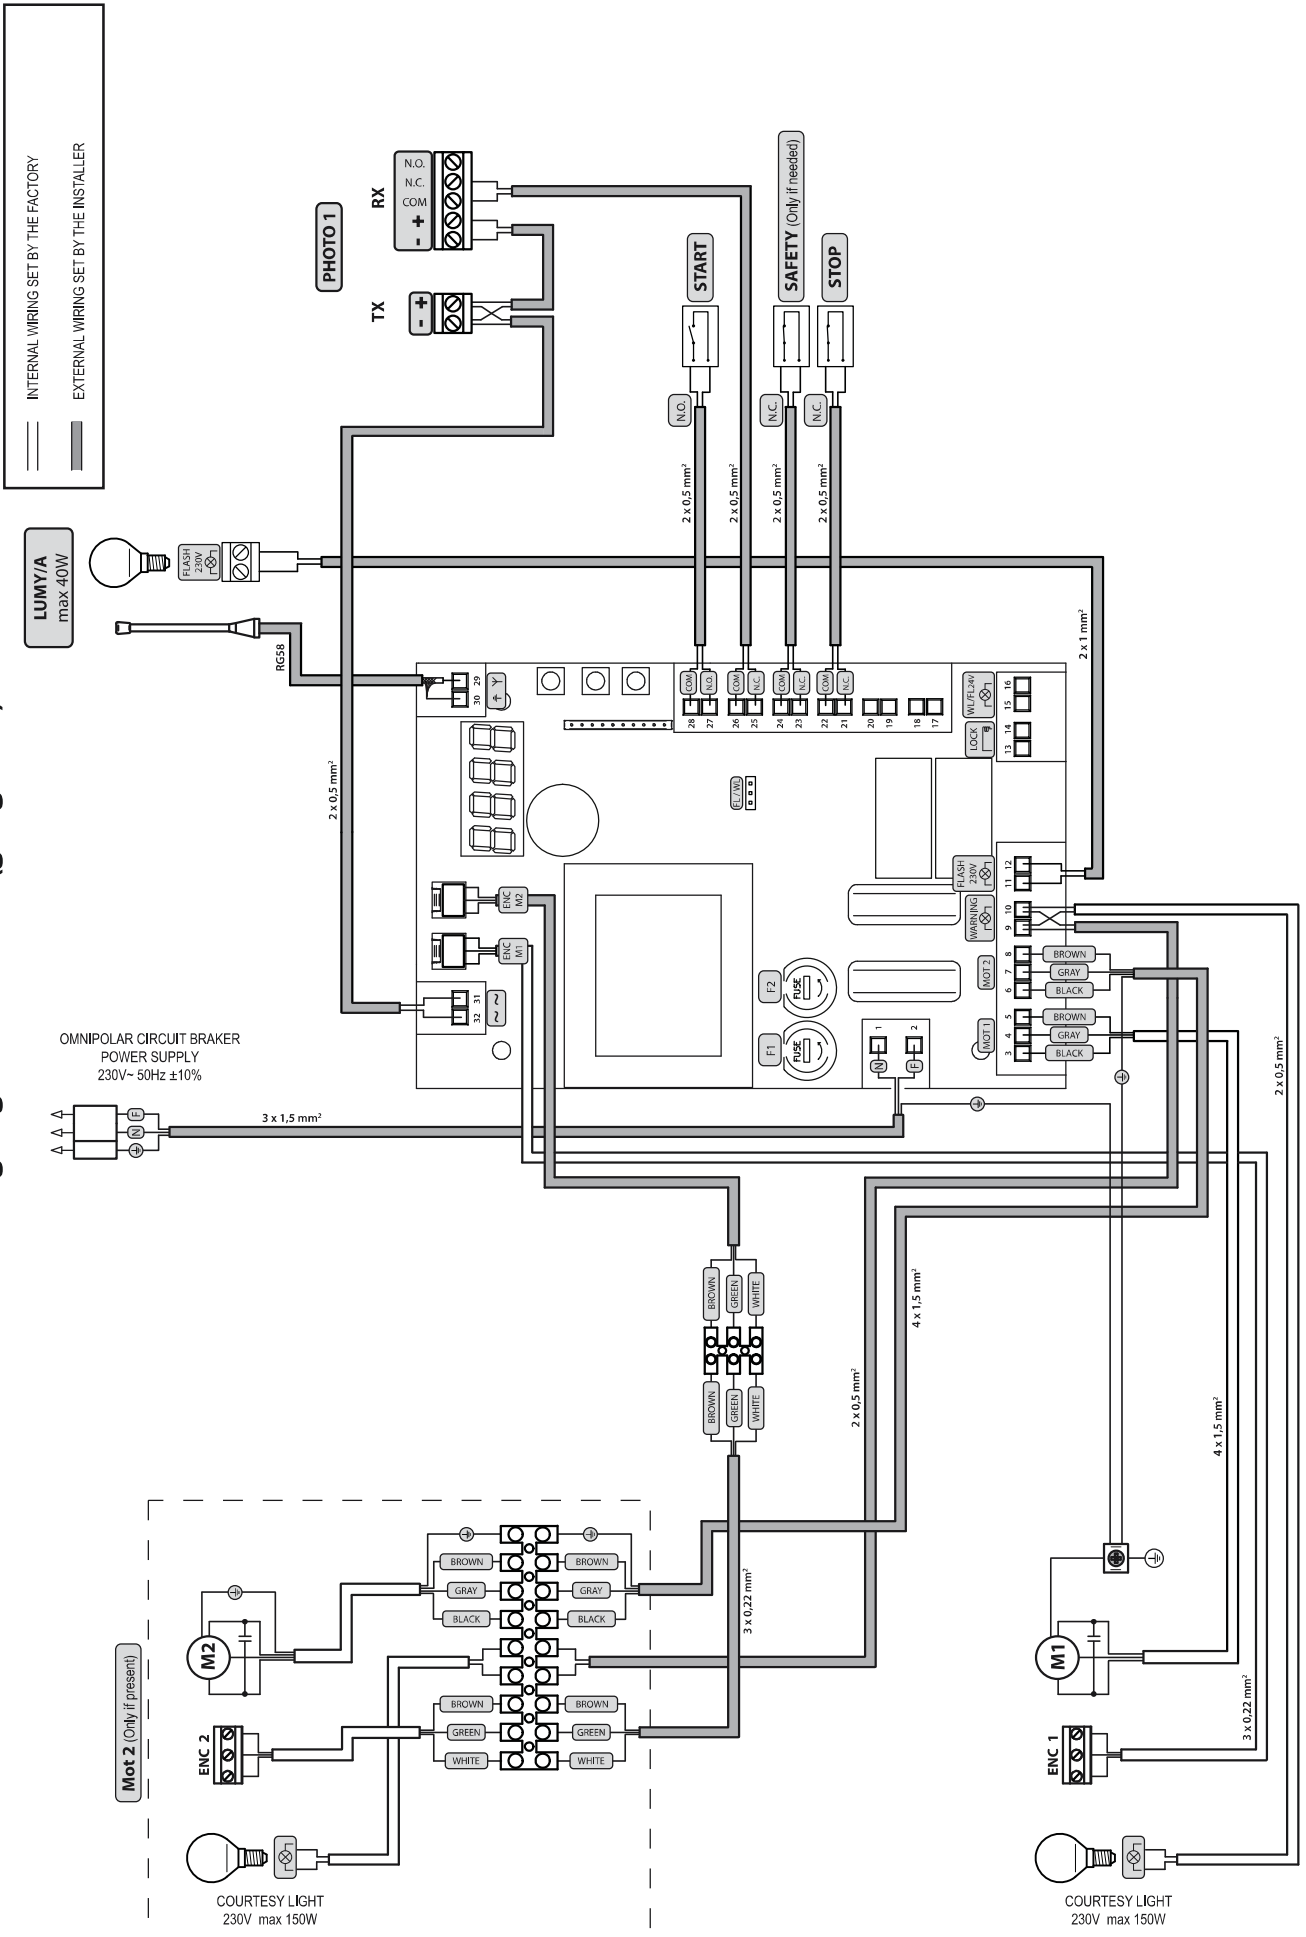 INTERNAL WIRING SET BY THE FACTORY
EXTERNAL WIRING SET BY THE INSTALLER
LUMY/A
max 40W
FLASH
230V
RG58
PHOTO 1
TX
- +
RX
- + COM N.C. N.O.
2 x 0,5 mm²
START
N.O.
2 x 0,5 mm²
2 x 0,5 mm²
SAFETY (Only if needed)
N.C.
2 x 0,5 mm²
STOP
N.C.
2 x 0,5 mm²
2 x 1 mm²
30 29
28 COM
27 N.O.
26 COM
25 N.C.
24 COM
23 N.C.
22 COM
21 N.C.
20
19
18
17
WL/FL24V
15 16
LOCK
13 14
FL / WL
FLASH
230V
11 12
WARNING
9 10
MOT 2
6 7 8
BROWN
GRAY
BLACK
MOT 1
3 4 5
BROWN
GRAY
BLACK
ENC
M2
ENC
M1
32 31
~ ~
F2
FUSE
F1
FUSE
1
2
N
F
OMNIPOLAR CIRCUIT BRAKER
POWER SUPPLY
230V~ 50Hz ±10%
F
N
3 x 1,5 mm²
BROWN
GREEN
WHITE
BROWN
GREEN
WHITE
4 x 1,5 mm²
2 x 0,5 mm²
3 x 0,22 mm²
2 x 0,5 mm²
4 x 1,5 mm²
3 x 0,22 mm²
Mot 2 (Only if present)
M2
ENC 2
BROWN
GRAY
BLACK
BROWN
GREEN
WHITE
BROWN
GRAY
BLACK
BROWN
GREEN
WHITE
COURTESY LIGHT
230V max 150W
M1
ENC 1
COURTESY LIGHT
230V max 150W